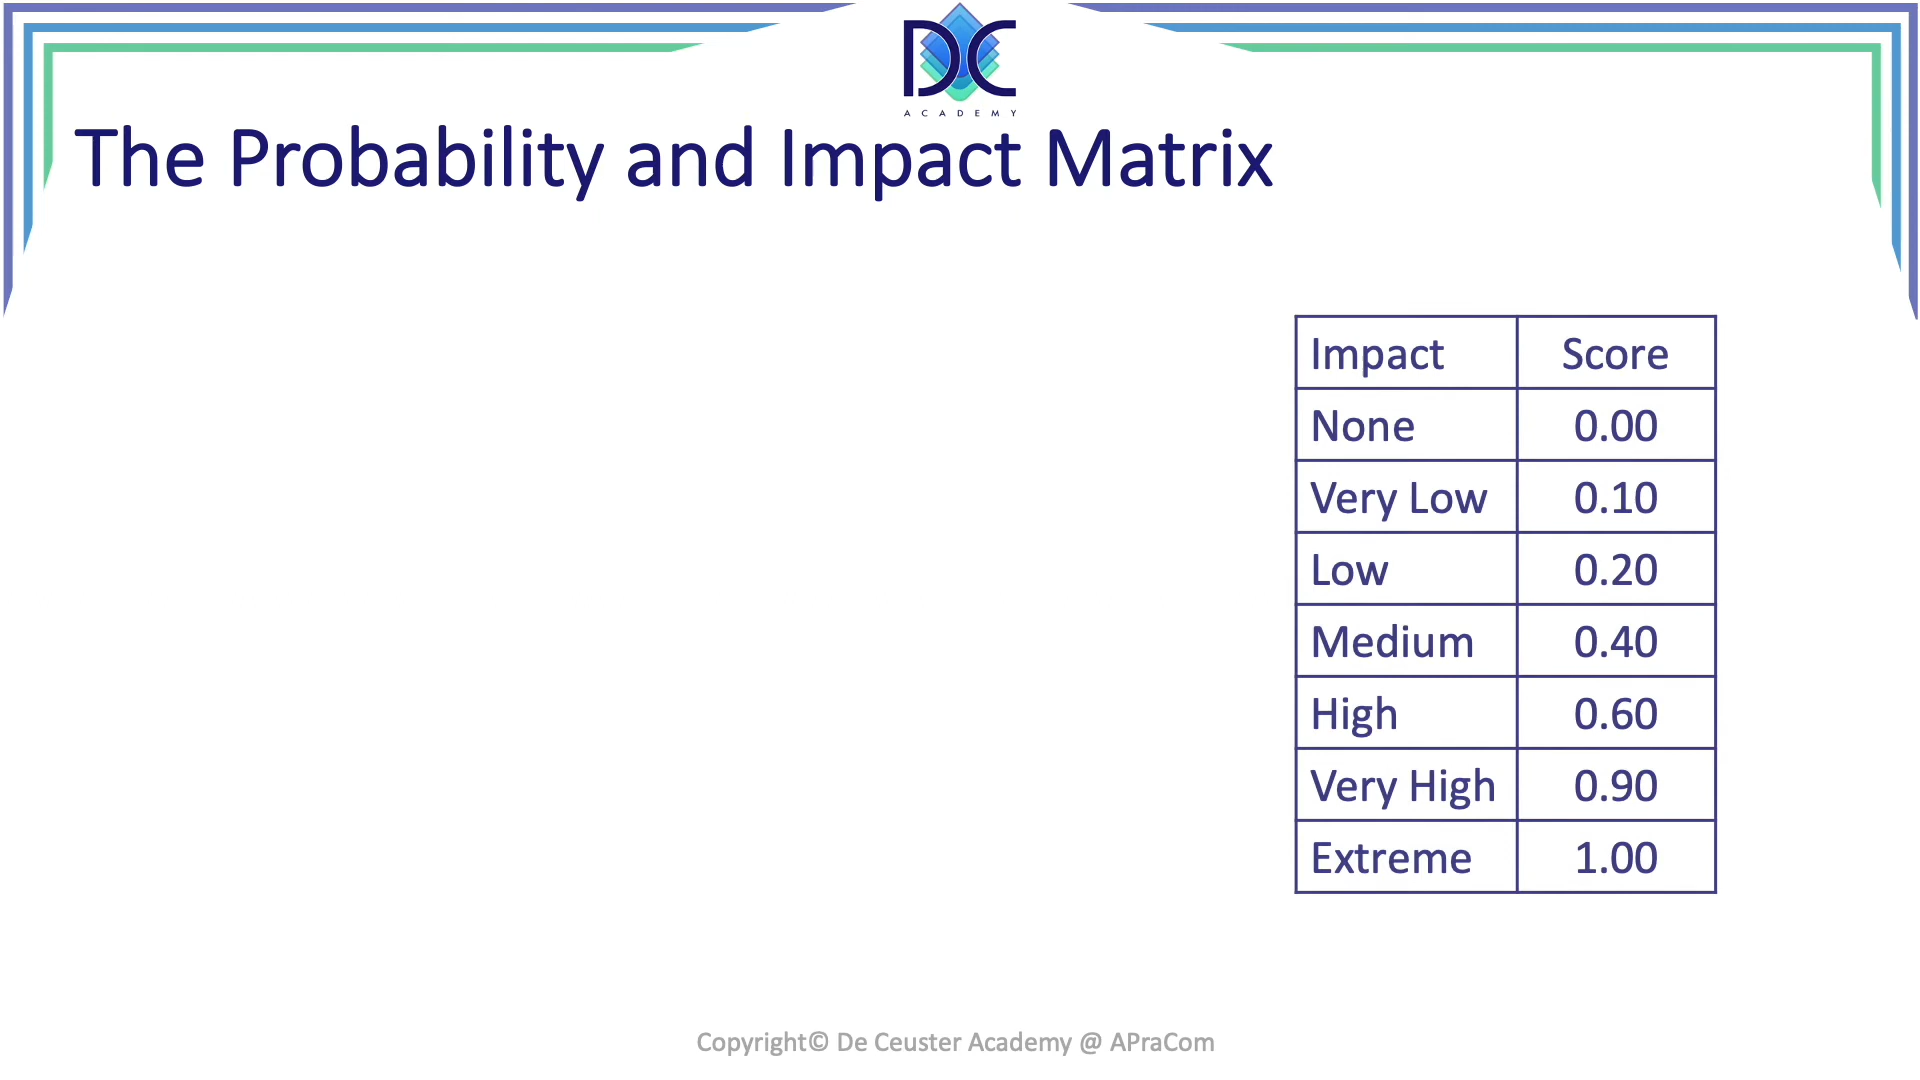 DC
ACADEMY
The Probability and Impact Matrix
Impact Score
None 0.00
Very Low 0.10
Low 0.20
Medium 0.40
High 0.60
Very High 0.90
Extreme 1.00
Copyright© De Ceuster Academy @ APraCom